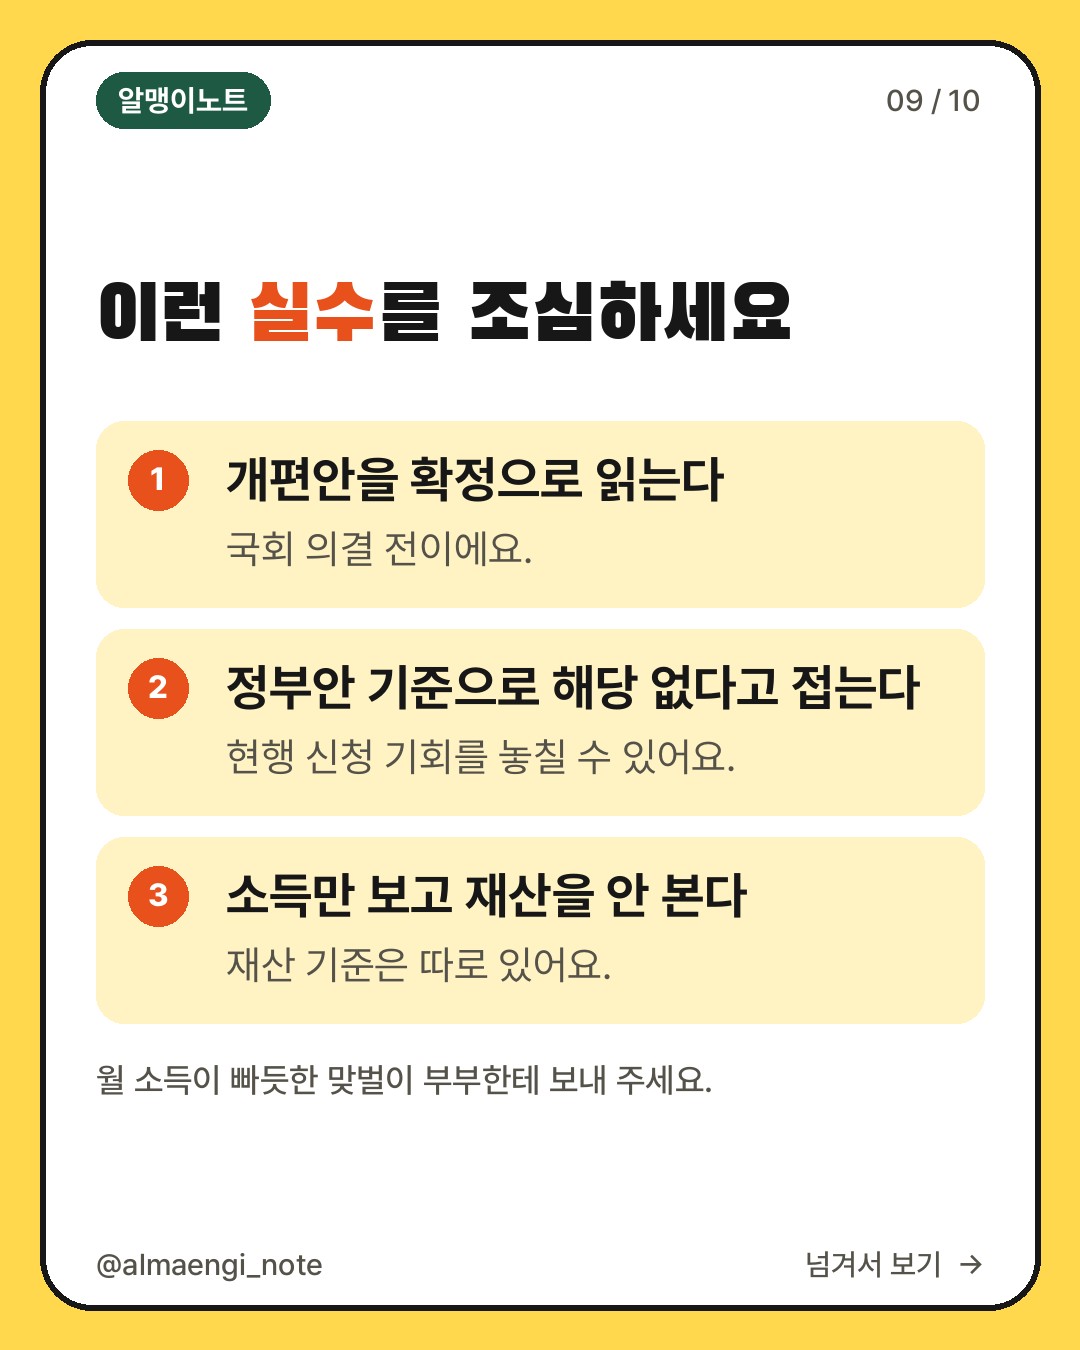 알맹이노트
09 / 10
이런 실수를 조심하세요
1 개편안을 확정으로 읽는다
국회 의결 전이에요.
2 정부안 기준으로 해당 없다고 접는다
현행 신청 기회를 놓칠 수 있어요.
3 소득만 보고 재산을 안 본다
재산 기준은 따로 있어요.
월 소득이 빠듯한 맞벌이 부부한테 보내 주세요.
@almaengi_note
넘겨서 보기 →